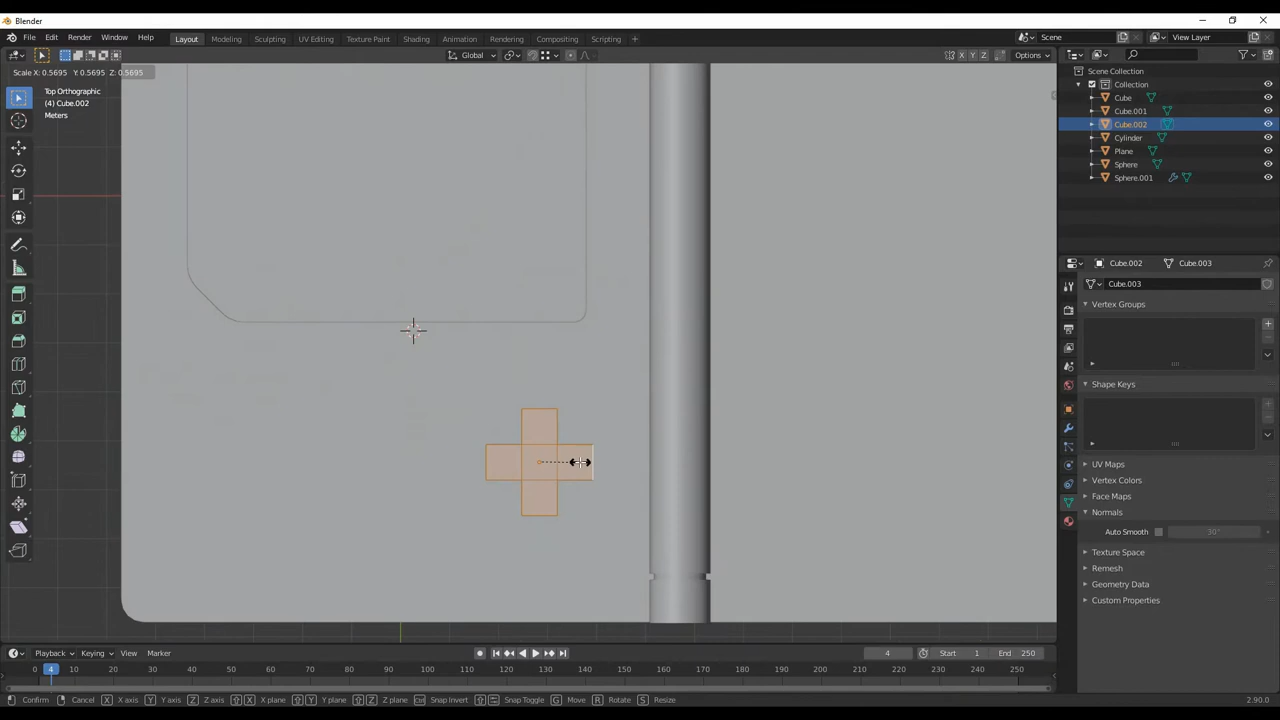 Blender
File Edit Render Window Help Layout Modeling Sculpting UV Editing Texture Paint Shading Animation Rendering Compositing Scripting Scene View Layer
Global X Y Z Options
Scale X: 0.5695 Y: 0.5695 Z: 0.5695
Top Orthographic
(4) Cube.002
Meters
Scene Collection
Collection
Cube
Cube.001
Cube.002
Cylinder
Plane
Sphere
Sphere.001
Cube.002 Cube.003
Cube.003
Vertex Groups
Shape Keys
UV Maps
Vertex Colors
Face Maps
Normals
Auto Smooth 30°
Texture Space
Remesh
Geometry Data
Custom Properties
Playback Keying View Marker 4 Start 1 End 250
0 4 10 20 30 40 50 60 70 80 90 100 110 120 130 140 150 160 170 180 190 200 210 220 230 240 250
Confirm Cancel X X axis Y Y axis Z Z axis X X plane Y Y plane Z Z plane Ctrl Snap Invert Snap Toggle G Move R Rotate S Resize 2.90.0